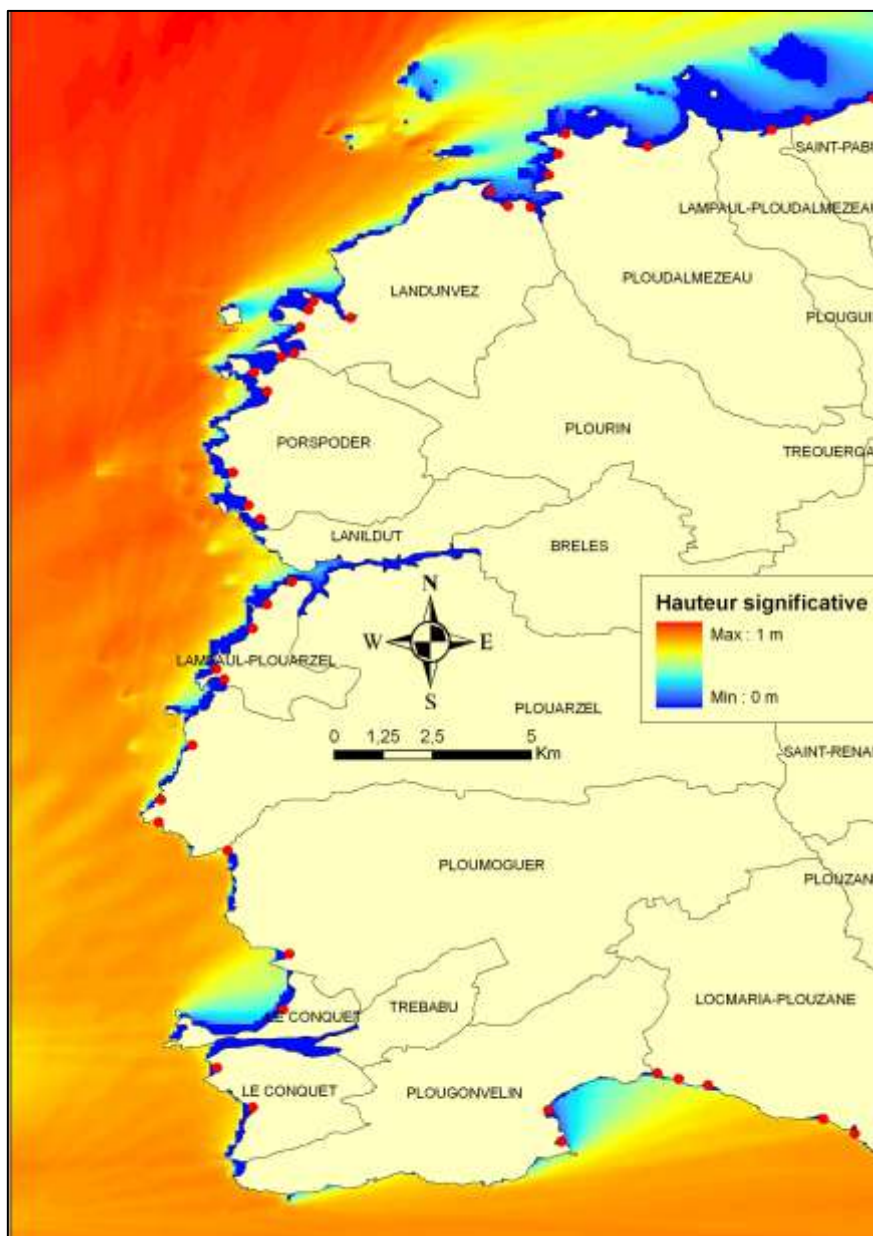 SAINT-PAB
LAMPAUL-PLOUDALMEZEAU
PLOUDALMEZEAU
LANDUNVEZ
PLOUGUI
PORSPODER
PLOURIN
TREOUERGA
LANILDUT
BRELES
Hauteur significative
Max : 1 m
Min : 0 m
N
W
E
S
LAMPAUL-PLOUARZEL
PLOUARZEL
0 1,25 2,5 5
Km
SAINT-RENA
PLOUMOGUER
PLOUZAN
LOCMARIA-PLOUZANE
TREBABU
LE CONQUET
LE CONQUET
PLOUGONVELIN